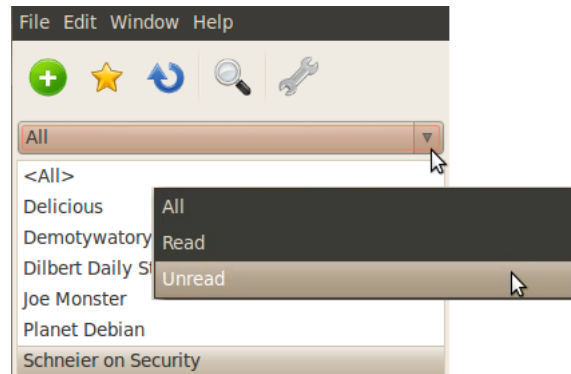 File Edit Window Help
All
<All>
Delicious
All
Demotywatory
Read
Dilbert Daily St
Unread
Joe Monster
Planet Debian
Schneier on Security